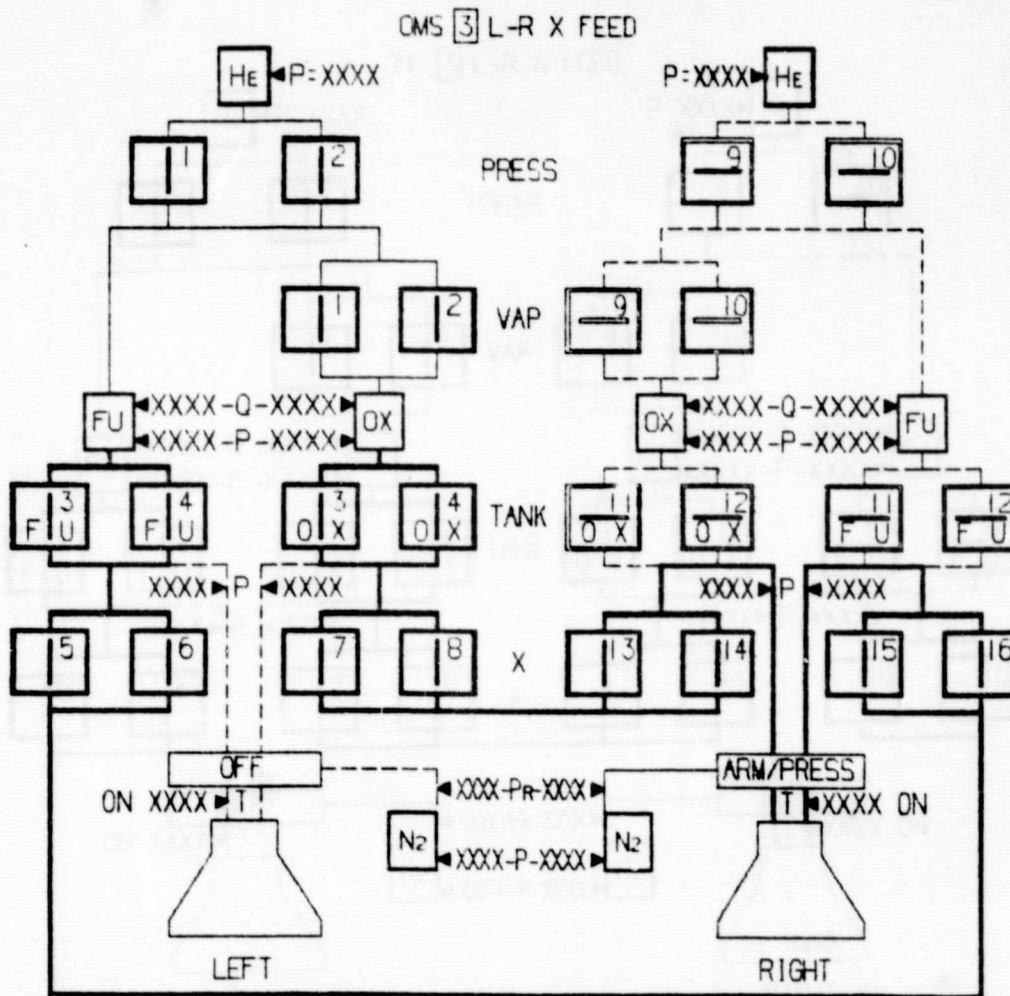 OMS 3 L-R X FEED
HE P=XXXX P=XXXX HE
1 2 PRESS 9 10
1 2 VAP 9 10
FU XXXX-Q-XXXX OX OX XXXX-Q-XXXX FU
XXXX-P-XXXX XXXX-P-XXXX
3 4 3 4 TANK 11 12 11 12
F U F U O X O X O X O X F U F U
XXXX P XXXX XXXX P XXXX
5 6 7 8 X 13 14 15 16
OFF ARM/PRESS
ON XXXX T XXXX-PR-XXXX T XXXX ON
N2 XXXX-P-XXXX N2
LEFT RIGHT